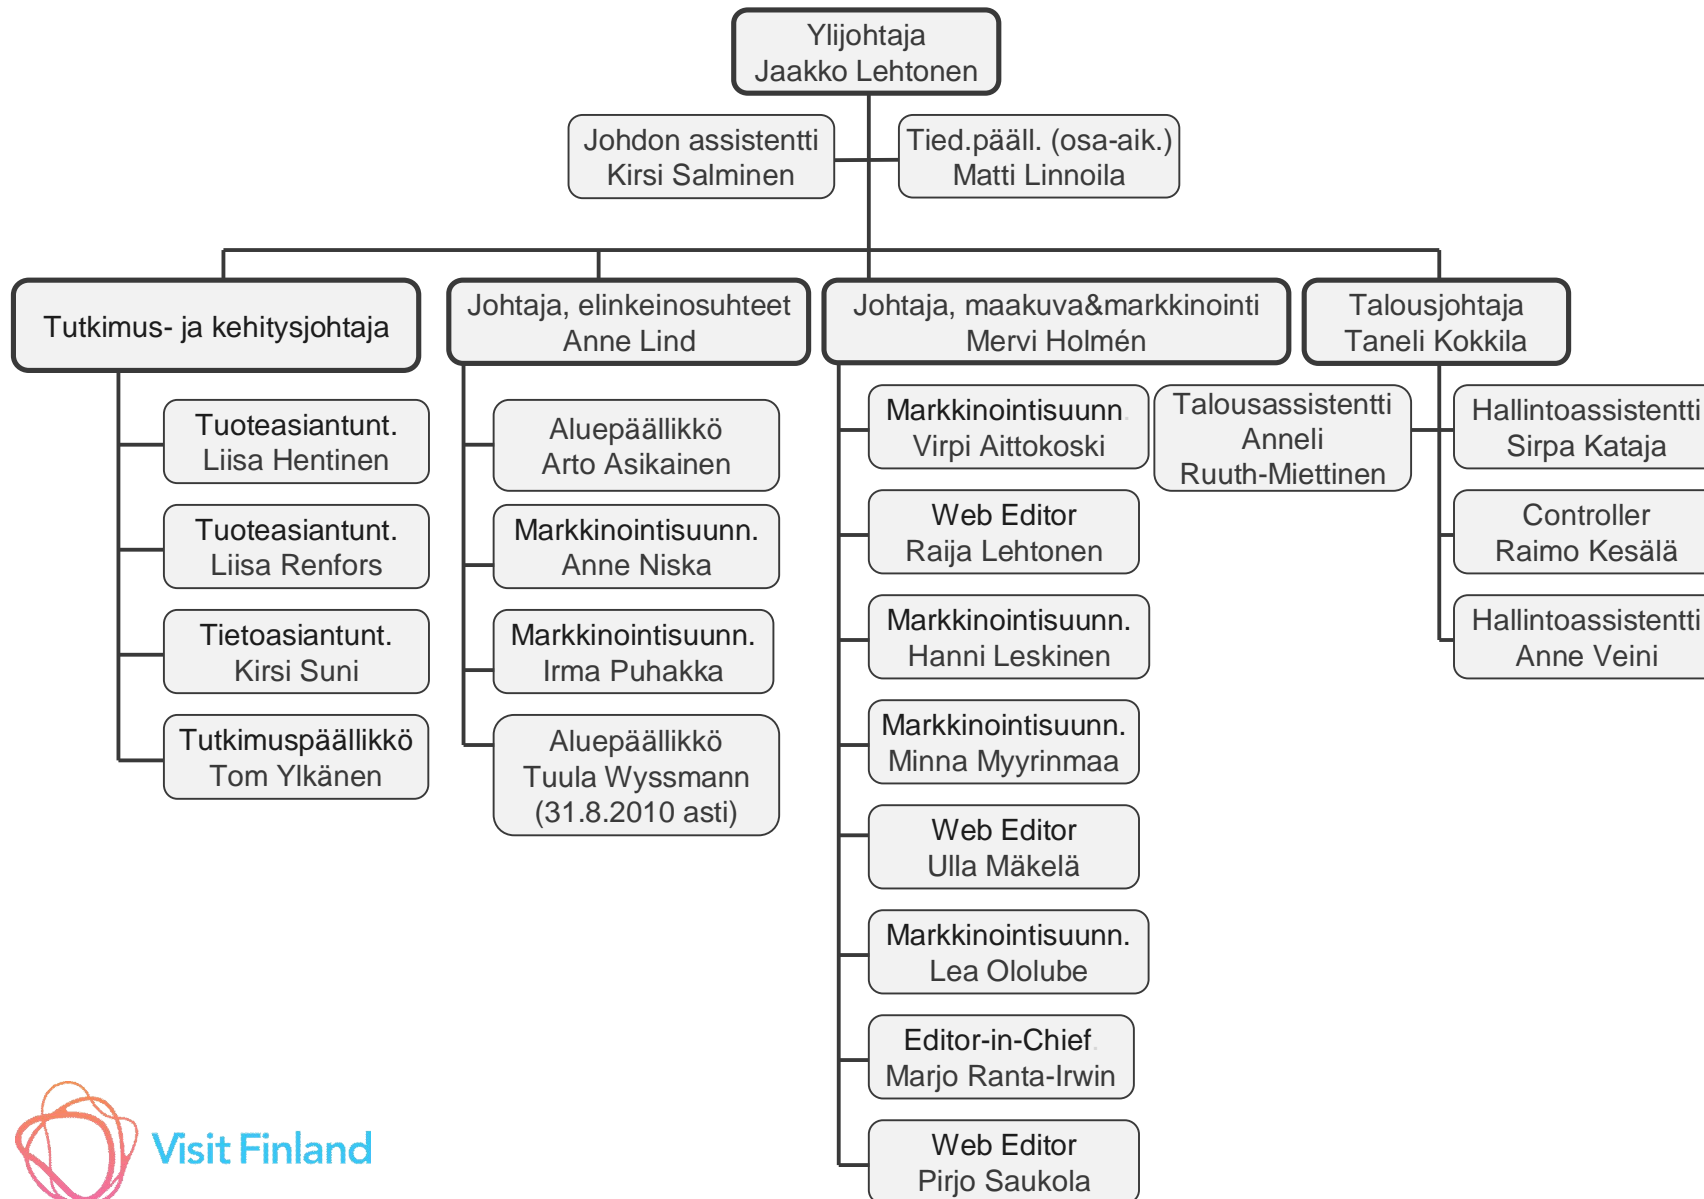 Ylijohtaja
Jaakko Lehtonen
Johdon assistentti
Kirsi Salminen
Tied.pääll. (osa-aik.)
Matti Linnoila
Tutkimus- ja kehitysjohtaja
Johtaja, elinkeinosuhteet
Anne Lind
Johtaja, maakuva&markkinointi
Mervi Holmén
Talousjohtaja
Taneli Kokkila
Tuoteasiantunt.
Liisa Hentinen
Tuoteasiantunt.
Liisa Renfors
Tietoasiantunt.
Kirsi Suni
Tutkimuspäällikkö
Tom Ylkänen
Aluepäällikkö
Arto Asikainen
Markkinointisuunn.
Anne Niska
Markkinointisuunn.
Irma Puhakka
Aluepäällikkö
Tuula Wyssmann
(31.8.2010 asti)
Markkinointisuunn.
Virpi Aittokoski
Web Editor
Raija Lehtonen
Markkinointisuunn.
Hanni Leskinen
Markkinointisuunn.
Minna Myyrinmaa
Web Editor
Ulla Mäkelä
Markkinointisuunn.
Lea Ololube
Editor-in-Chief.
Marjo Ranta-Irwin
Web Editor
Pirjo Saukola
Talousassistentti
Anneli
Ruuth-Miettinen
Hallintoassistentti
Sirpa Kataja
Controller
Raimo Kesälä
Hallintoassistentti
Anne Veini
Visit Finland